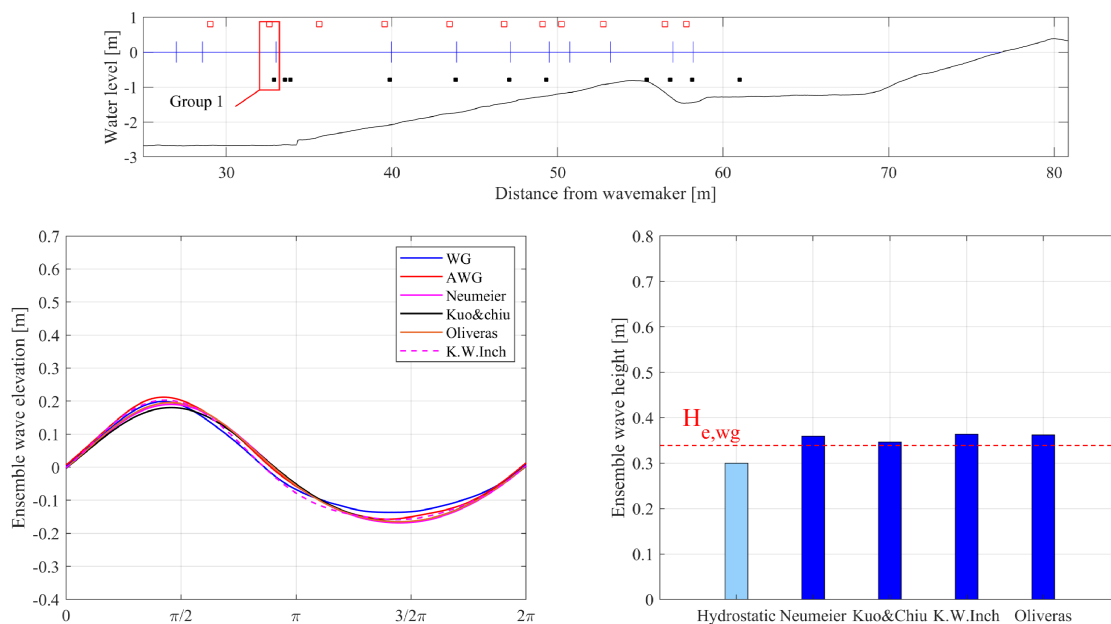 1
0
-1
-2
-3
Water level [m]
Group 1
30
40
50
60
70
80
Distance from wavemaker [m]
0.7
0.6
0.5
0.4
0.3
0.2
0.1
0
-0.1
-0.2
-0.3
-0.4
Ensemble wave elevation [m]
WG
AWG
Neumeier
Kuo&chiu
Oliveras
K.W.Inch
0
π/2
π
3/2π
2π
0.8
0.7
0.6
0.5
0.4
0.3
0.2
0.1
0
Ensemble wave height [m]
He,wg
Hydrostatic Neumeier Kuo&Chiu K.W.Inch Oliveras